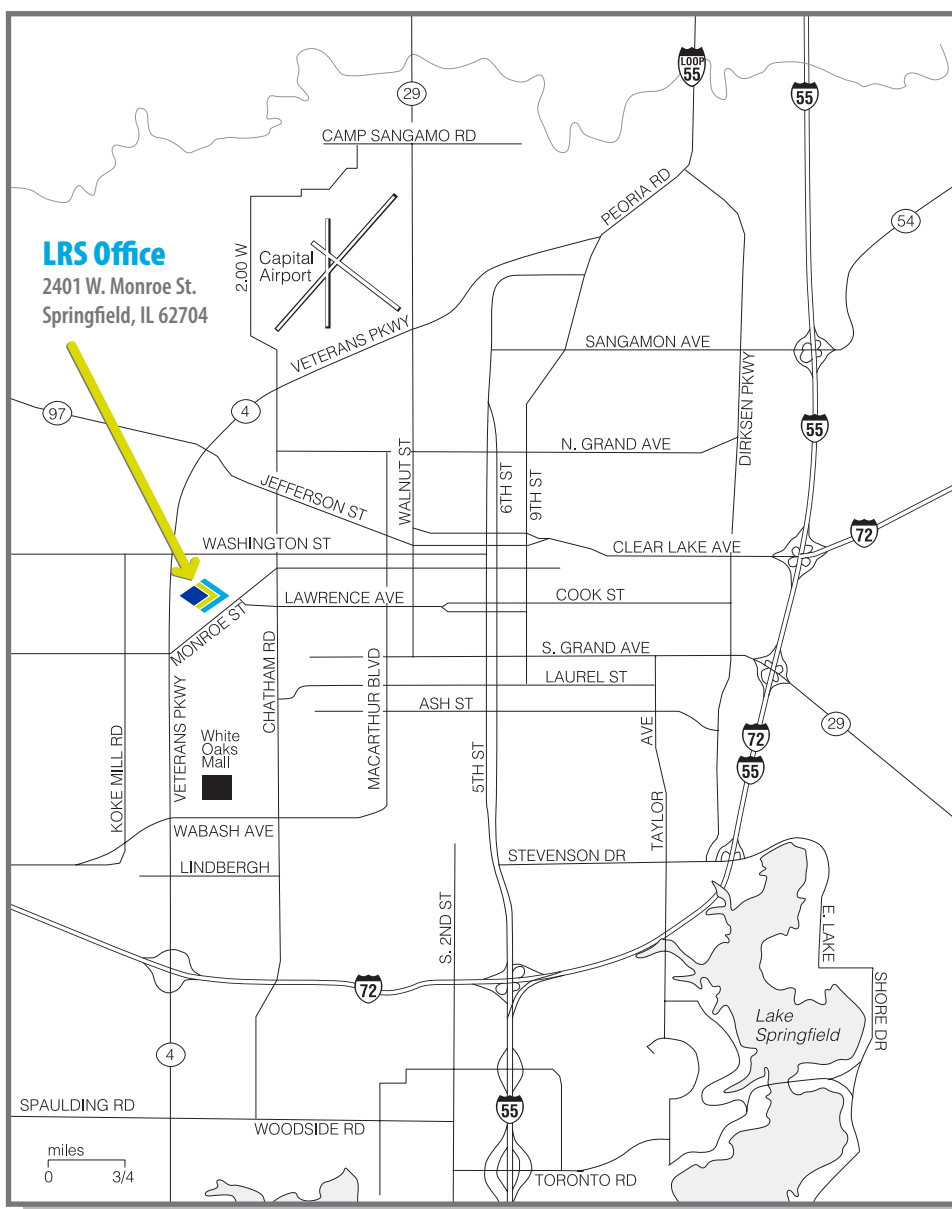 LOOP
55
55
29
CAMP SANGAMO RD
PEORIA RD
54
LRS Office
2401 W. Monroe St.
Springfield, IL 62704
2.00 W
Capital
Airport
VETERANS PKWY
SANGAMON AVE
DIRKSEN PKWY
97
4
55
N. GRAND AVE
WALNUT ST
6TH ST
9TH ST
JEFFERSON ST
72
WASHINGTON ST
CLEAR LAKE AVE
LAWRENCE AVE
COOK ST
MONROE ST
S. GRAND AVE
CHATHAM RD
MACARTHUR BLVD
LAUREL ST
ASH ST
29
KOKE MILL RD
VETERANS PKWY
White
Oaks
Mall
5TH ST
TAYLOR
AVE
72
55
WABASH AVE
STEVENSON DR
LINDBERGH
S. 2ND ST
E. LAKE
SHORE DR
72
Lake
Springfield
4
SPAULDING RD
55
WOODSIDE RD
miles
0 3/4
TORONTO RD